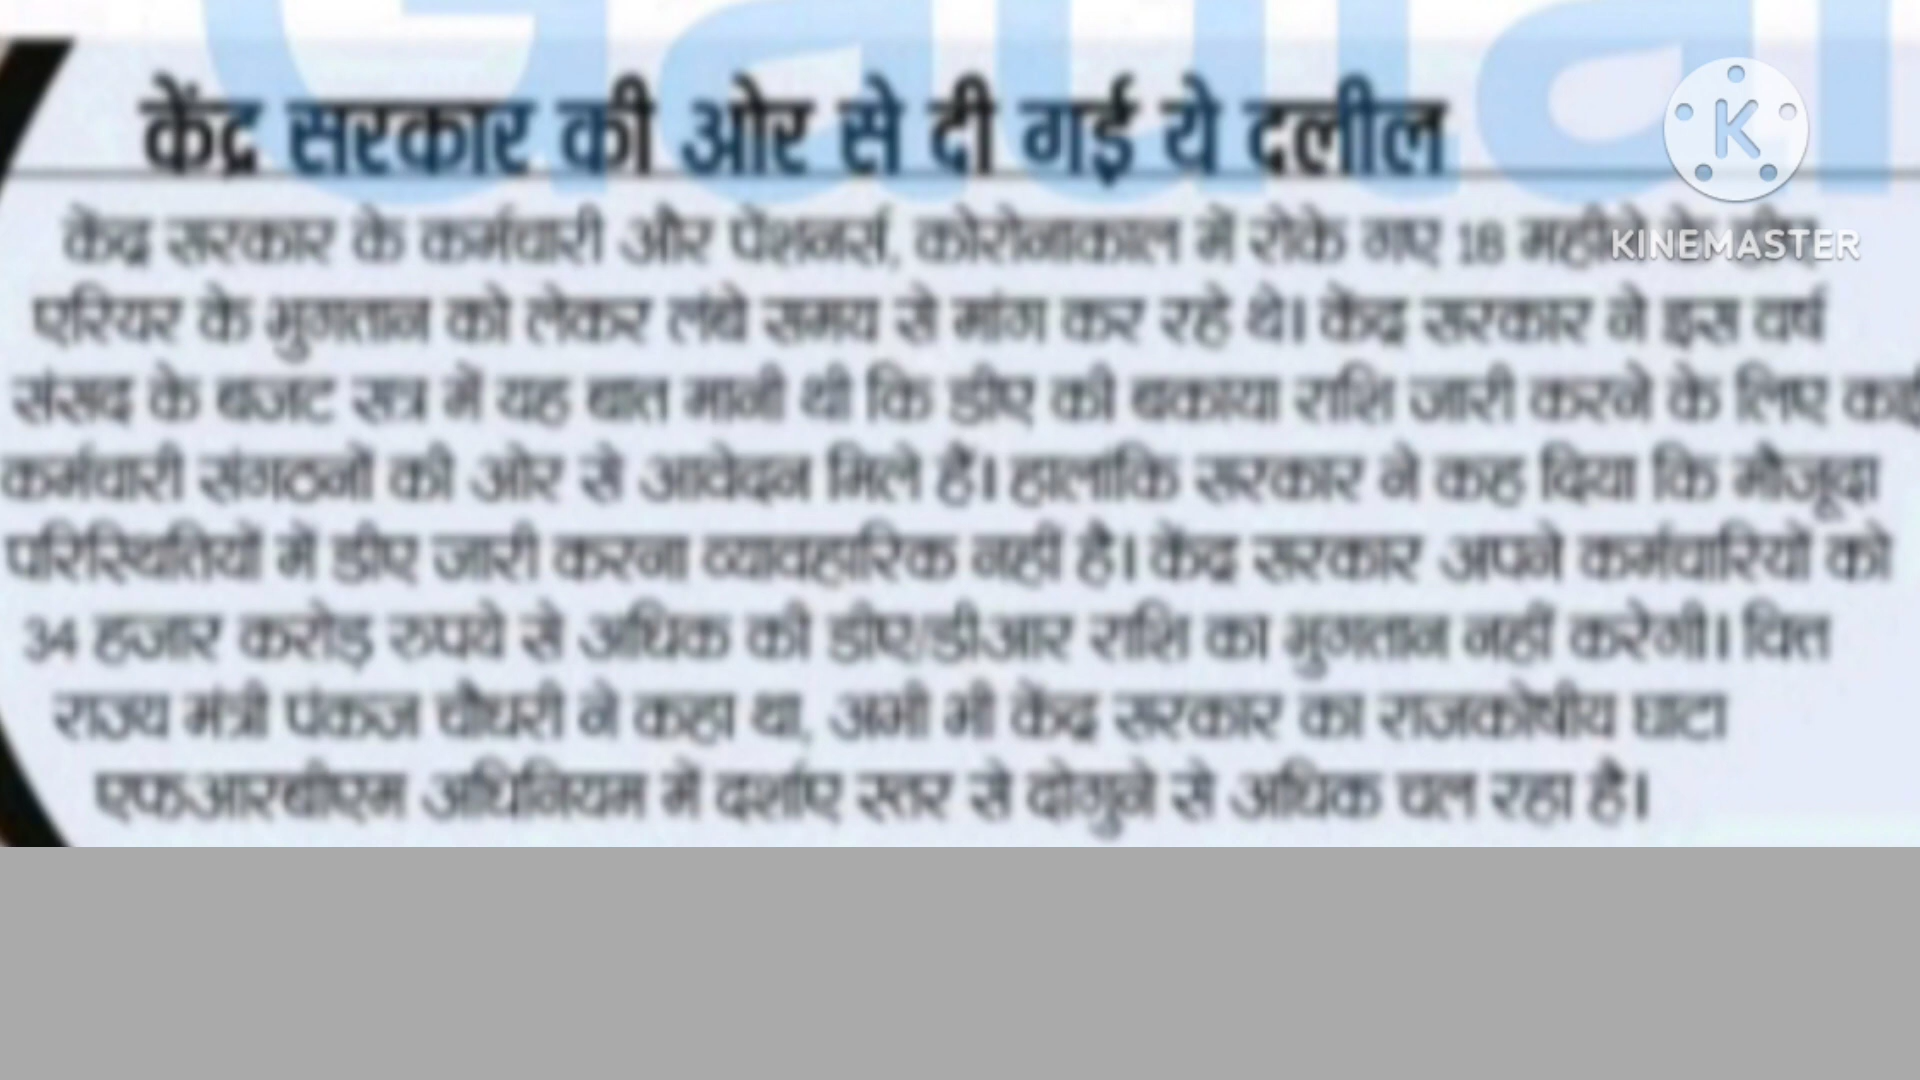 केंद्र सरकार की ओर से दी गई ये दलील
केंद्र सरकार के कर्मचारी और पेंशनर्स, कोरोनाकाल में रोके गए 18 महीने के डीए
KINEMASTER
एरियर के भुगतान को लेकर लंबे समय से मांग कर रहे थे। केंद्र सरकार ने इस वर्ष
संसद के बजट सत्र में यह बात मानी थी कि डीए की बकाया राशि जारी करने के लिए कई
कर्मचारी संगठनों की ओर से आवेदन मिले हैं। हालांकि सरकार ने कह दिया कि मौजूदा
परिस्थितियों में डीए जारी करना व्यावहारिक नहीं है। केंद्र सरकार अपने कर्मचारियों को
34 हजार करोड़ रुपये से अधिक की डीए/डीआर राशि का भुगतान नहीं करेगी। वित्त
राज्य मंत्री पंकज चौधरी ने कहा था, अभी भी केंद्र सरकार का राजकोषीय घाटा
एफआरबीएम अधिनियम में दर्शाए स्तर से दोगुने से अधिक चल रहा है।